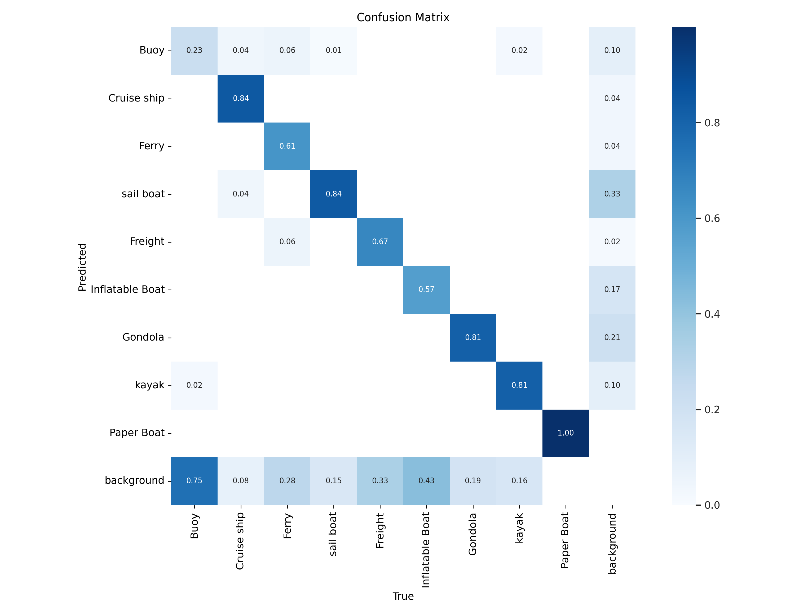 Confusion Matrix
Buoy 0.23 0.04 0.06 0.01 0.02 0.10
Cruise ship 0.84 0.04
Ferry 0.61 0.04
sail boat 0.04 0.84 0.33
Freight 0.06 0.67 0.02
Inflatable Boat 0.57 0.17
Gondola 0.81 0.21
kayak 0.02 0.81 0.10
Paper Boat 1.00
background 0.75 0.08 0.28 0.15 0.33 0.43 0.19 0.16
Predicted
Buoy
Cruise ship
Ferry
sail boat
Freight
Inflatable Boat
Gondola
kayak
Paper Boat
background
True
0.8
0.6
0.4
0.2
0.0